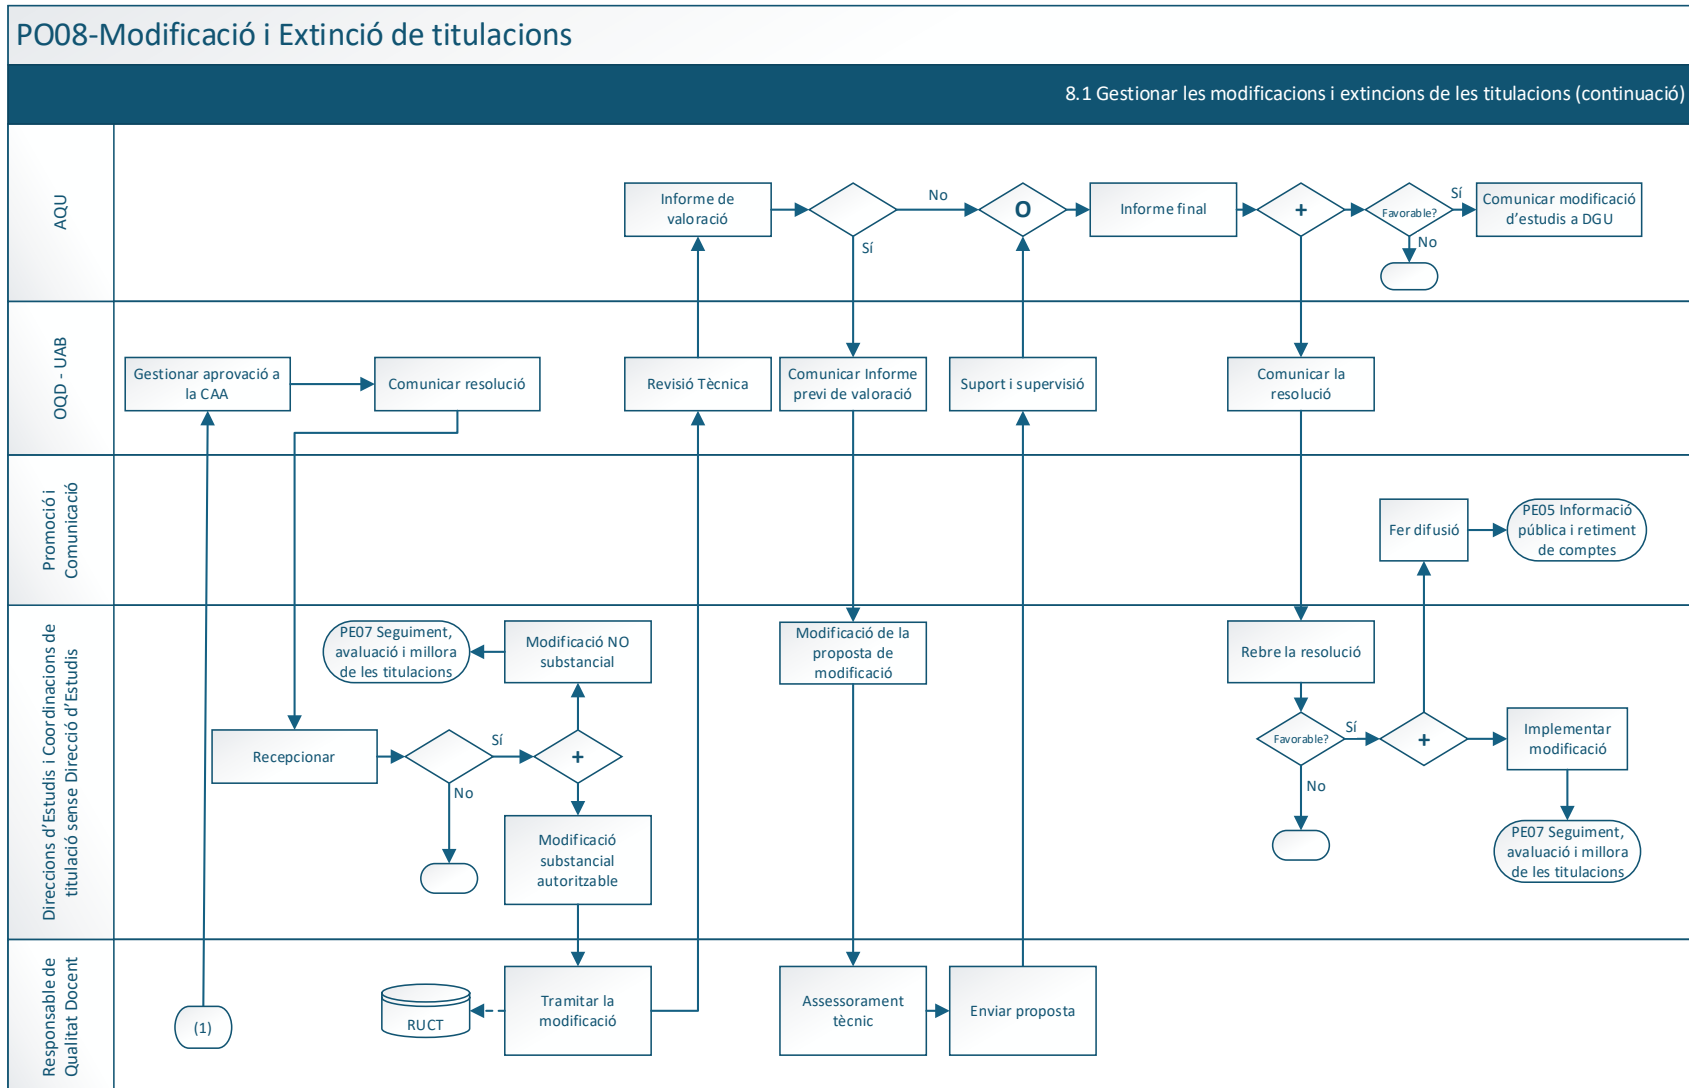 PO08-Modificació i Extinció de titulacions
8.1 Gestionar les modificacions i extincions de les titulacions (continuació)
AQU
Informe de
valoració
No
Sí
O
Informe final
+
Favorable?
Sí
No
Comunicar modificació
d'estudis a DGU
OQD - UAB
Gestionar aprovació a
la CAA
Comunicar resolució
Revisió Tècnica
Comunicar Informe
previ de valoració
Suport i supervisió
Comunicar la
resolució
Promoció i
Comunicació
Fer difusió
PE05 Informació
pública i retiment
de comptes
Direccions d'Estudis i Coordinacions de
titulació sense Direcció d'Estudis
PE07 Seguiment,
avaluació i millora
de les titulacions
Modificació NO
substancial
Recepcionar
Sí
No
+
Modificació
substancial
autoritzable
Modificació de la
proposta de
modificació
Rebre la resolució
Favorable?
Sí
No
+
Implementar
modificació
PE07 Seguiment,
avaluació i millora
de les titulacions
Responsable de
Qualitat Docent
(1)
RUCT
Tramitar la
modificació
Assessorament
tècnic
Enviar proposta